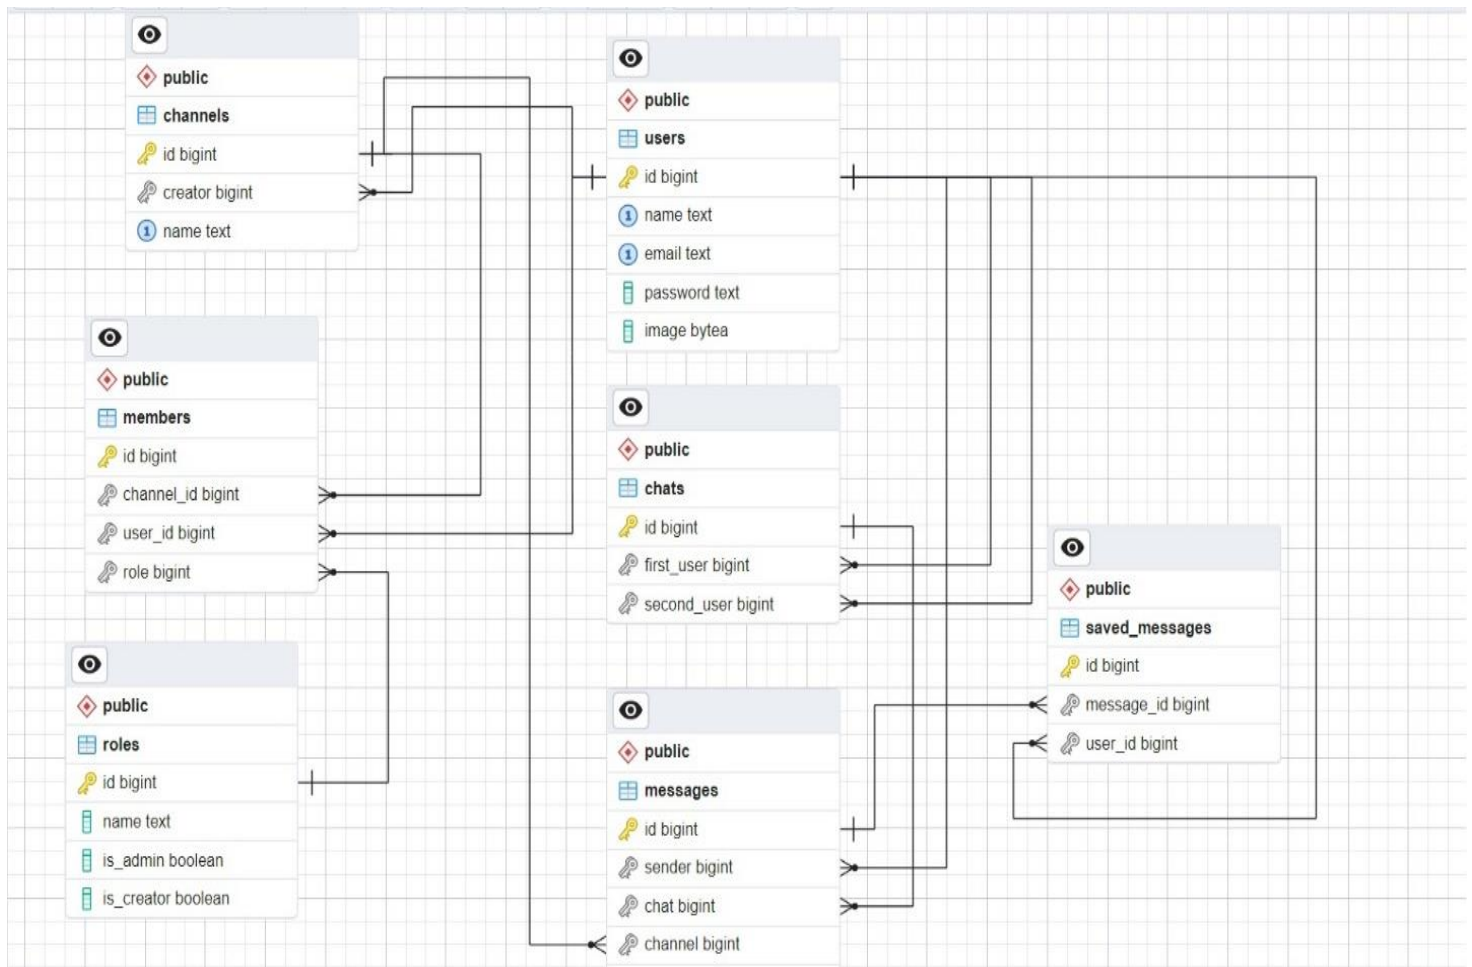 public
channels
id bigint
creator bigint
name text
public
users
id bigint
name text
email text
password text
image bytea
public
members
id bigint
channel_id bigint
user_id bigint
role bigint
public
chats
id bigint
first_user bigint
second_user bigint
public
saved_messages
id bigint
message_id bigint
user_id bigint
public
roles
id bigint
name text
is_admin boolean
is_creator boolean
public
messages
id bigint
sender bigint
chat bigint
channel bigint